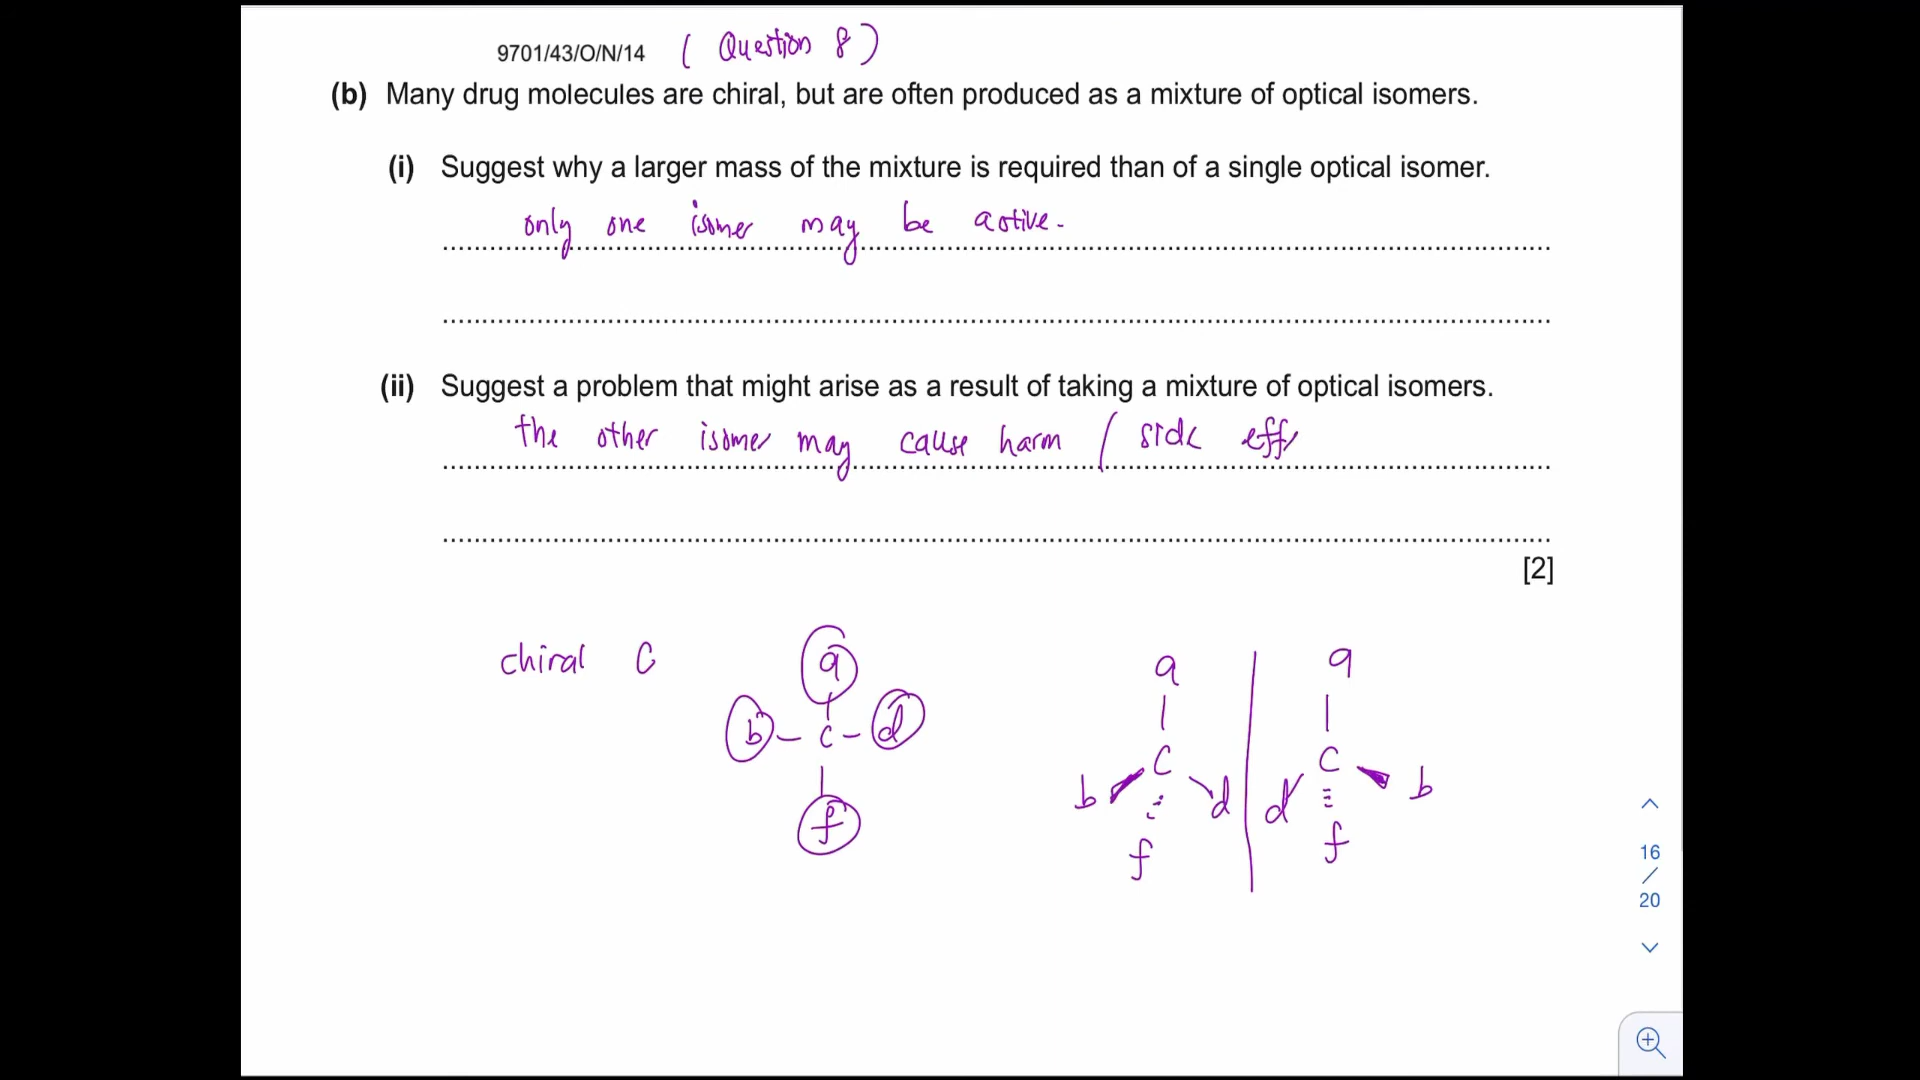 9701/43/O/N/14 ( Question 8 )
(b) Many drug molecules are chiral, but are often produced as a mixture of optical isomers.
(i) Suggest why a larger mass of the mixture is required than of a single optical isomer.
only one isomer may be active.
(ii) Suggest a problem that might arise as a result of taking a mixture of optical isomers.
the other isomer may cause harm / side eff
[2]
chiral C
a
b - c - d
f
a
C
b d
f
a
C
d b
f
16
/
20